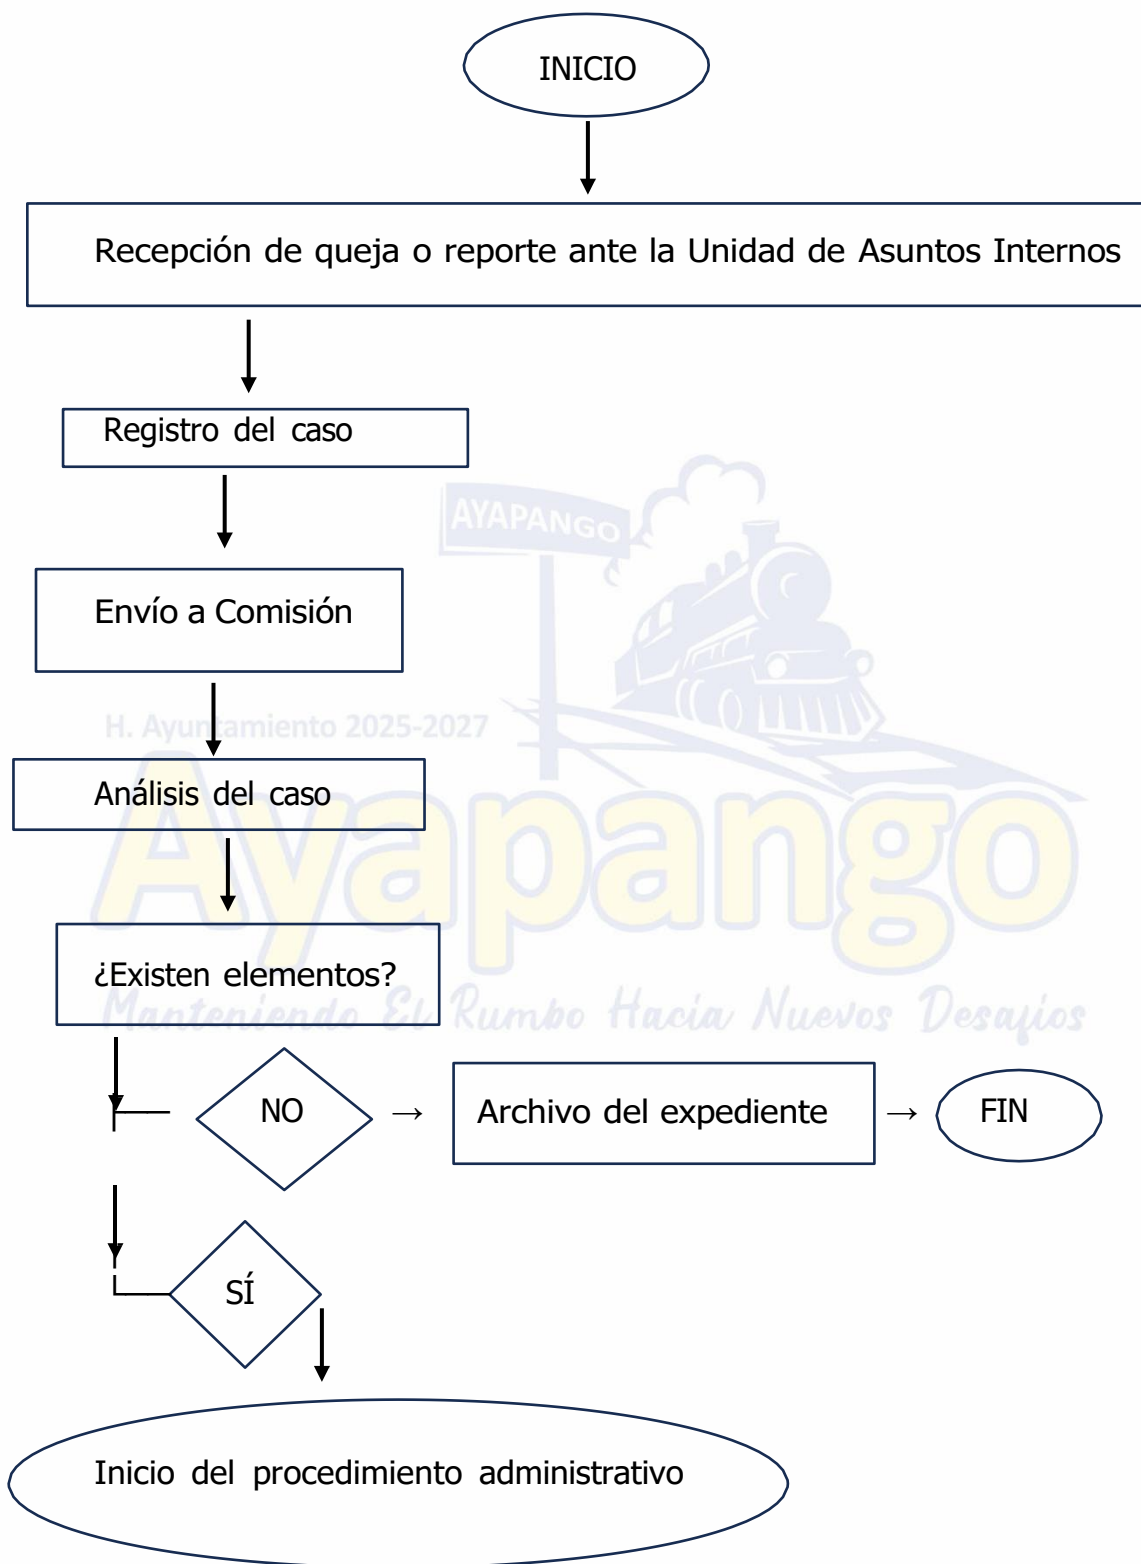 INICIO
Recepción de queja o reporte ante la Unidad de Asuntos Internos
Registro del caso
AYAPANGO
Envío a Comisión
H. Ayuntamiento 2025-2027
Análisis del caso
Ayapango
¿Existen elementos?
Manteniendo El Rumbo Hacia Nuevos Desafíos
NO → Archivo del expediente → FIN
SÍ
Inicio del procedimiento administrativo